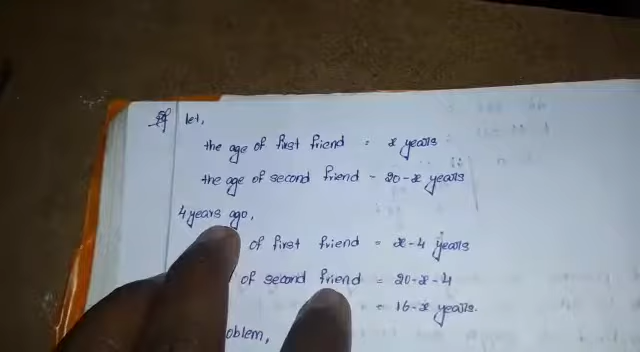 let,
the age of first friend = x years
the age of second friend = 20-x years
4 years ago,
of first friend = x-4 years
of second friend = 20-x-4
= 16-x years.
oblem,